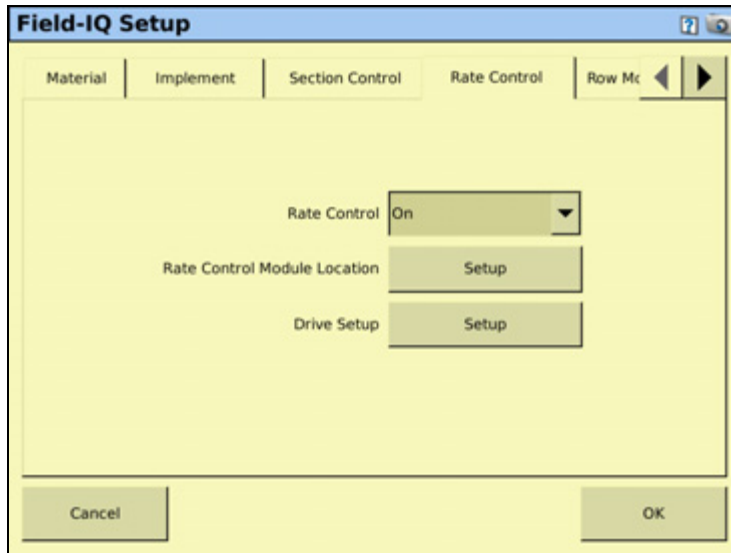 Field-IQ Setup
?
Material Implement Section Control Rate Control Row Mo
Rate Control On
Rate Control Module Location Setup
Drive Setup Setup
Cancel OK